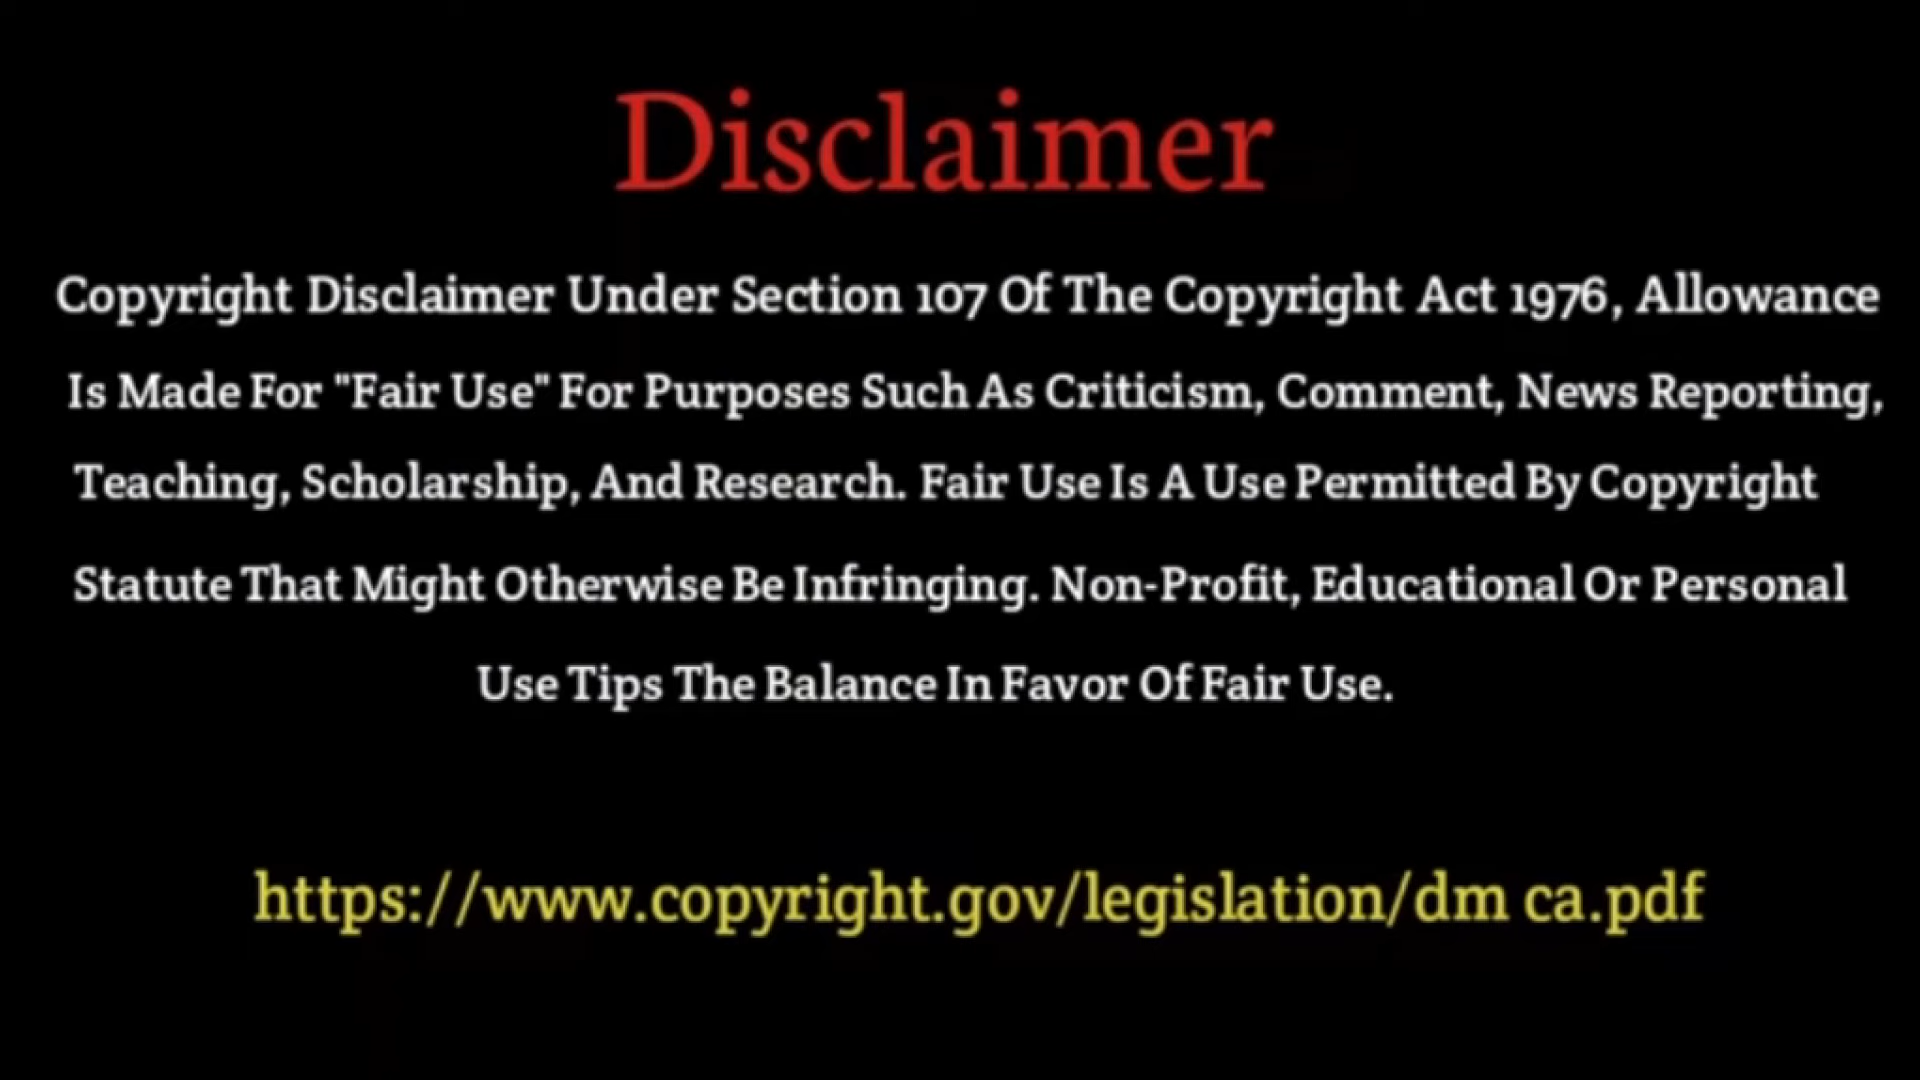 Disclaimer
Copyright Disclaimer Under Section 107 Of The Copyright Act 1976, Allowance
Is Made For "Fair Use" For Purposes Such As Criticism, Comment, News Reporting,
Teaching, Scholarship, And Research. Fair Use Is A Use Permitted By Copyright
Statute That Might Otherwise Be Infringing. Non-Profit, Educational Or Personal
Use Tips The Balance In Favor Of Fair Use.
https://www.copyright.gov/legislation/dm ca.pdf